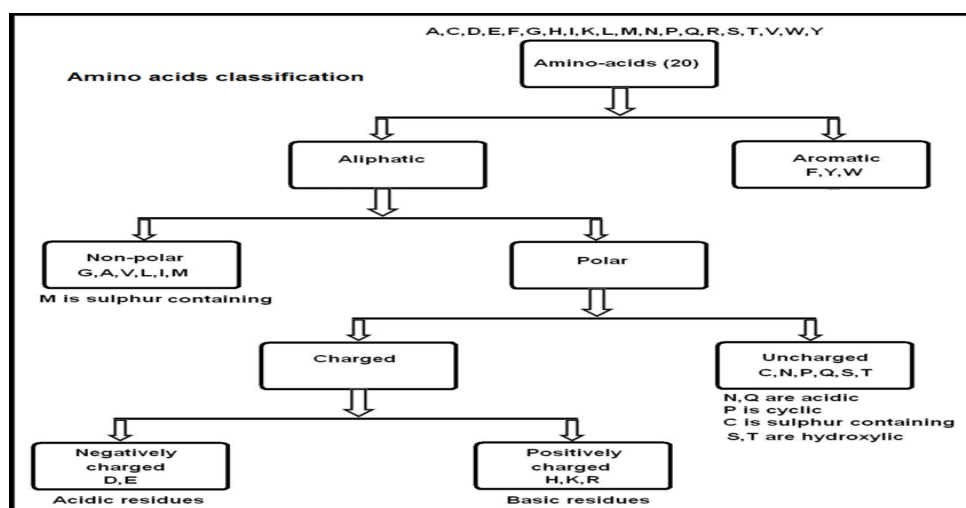 A,C,D,E,F,G,H,I,K,L,M,N,P,Q,R,S,T,V,W,Y
Amino acids classification
Amino-acids (20)
Aliphatic
Aromatic
F,Y,W
Non-polar
G,A,V,L,I,M
M is sulphur containing
Polar
Charged
Uncharged
C,N,P,Q,S,T
N,Q are acidic
P is cyclic
C is sulphur containing
S,T are hydroxylic
Negatively
charged
D,E
Acidic residues
Positively
charged
H,K,R
Basic residues